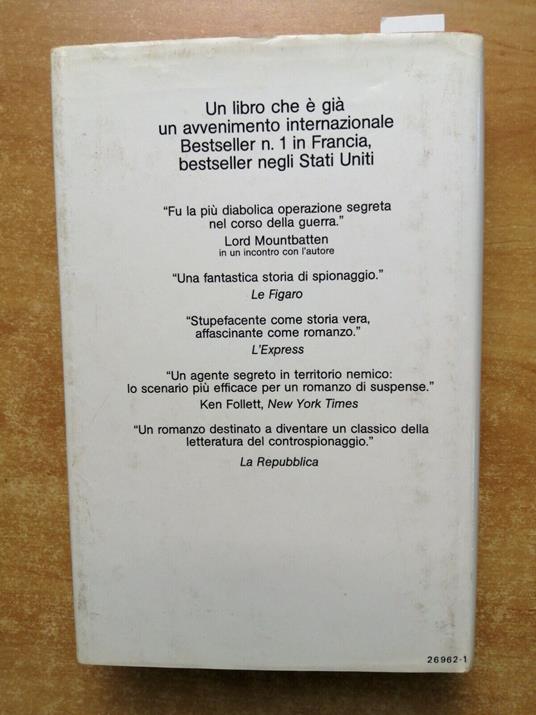 Un libro che è già
un avvenimento internazionale
Bestseller n. 1 in Francia,
bestseller negli Stati Uniti
“Fu la più diabolica operazione segreta
nel corso della guerra.”
Lord Mountbatten
in un incontro con l'autore
“Una fantastica storia di spionaggio.”
Le Figaro
“Stupefacente come storia vera,
affascinante come romanzo.”
L'Express
“Un agente segreto in territorio nemico:
lo scenario più efficace per un romanzo di suspense.”
Ken Follett, New York Times
“Un romanzo destinato a diventare un classico della
letteratura del controspionaggio.”
La Repubblica
26962-1